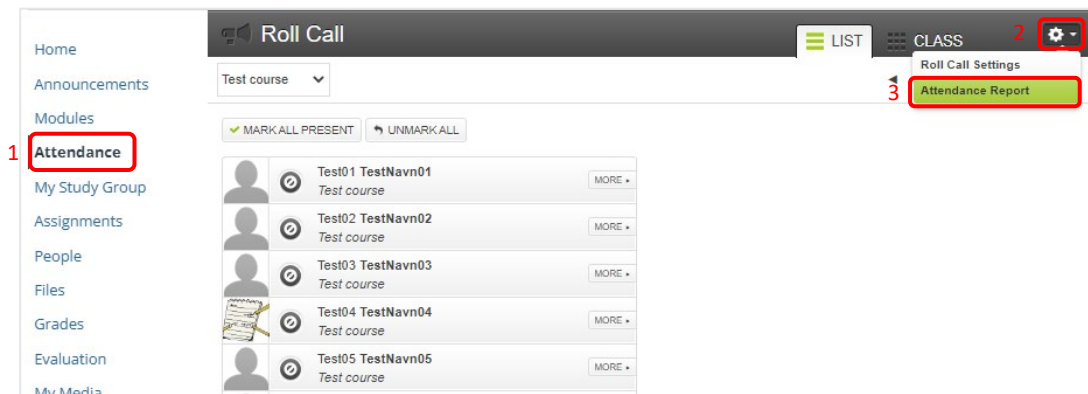 Home
Announcements
Modules
1 Attendance
My Study Group
Assignments
People
Files
Grades
Evaluation
My Media
Roll Call
LIST
CLASS
2
Roll Call Settings
3 Attendance Report
Test course
MARK ALL PRESENT
UNMARK ALL
Test01 TestNavn01
Test course
MORE
Test02 TestNavn02
Test course
MORE
Test03 TestNavn03
Test course
MORE
Test04 TestNavn04
Test course
MORE
Test05 TestNavn05
Test course
MORE